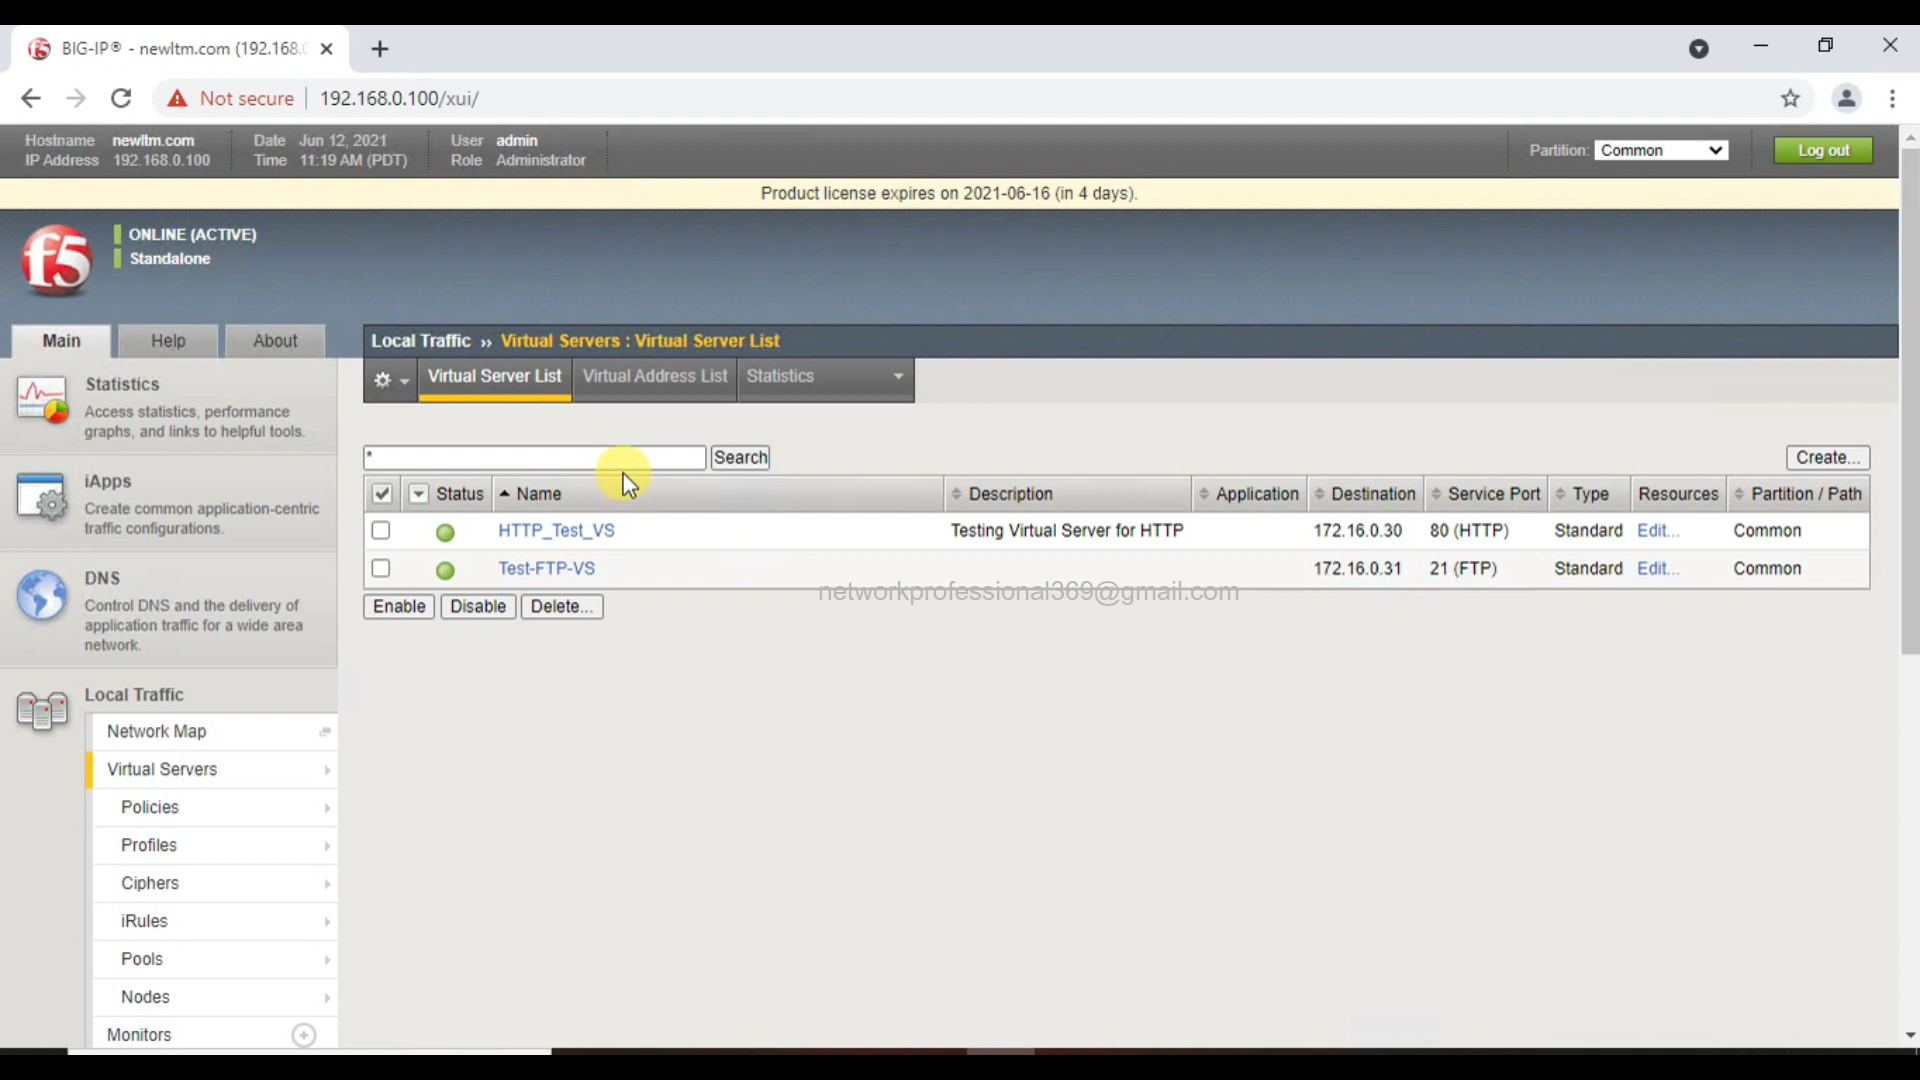 BIG-IP® - newltm.com (192.168.
Not secure 192.168.0.100/xui/
Hostname newltm.com Date Jun 12, 2021 User admin
IP Address 192.168.0.100 Time 11:19 AM (PDT) Role Administrator
Partition: Common Log out
Product license expires on 2021-06-16 (in 4 days).
f5
ONLINE (ACTIVE)
Standalone
Main Help About
Local Traffic ›› Virtual Servers : Virtual Server List
Virtual Server List Virtual Address List Statistics
Statistics
Access statistics, performance
graphs, and links to helpful tools.
iApps
Create common application-centric
traffic configurations.
DNS
Control DNS and the delivery of
application traffic for a wide area
network.
Local Traffic
Network Map
Virtual Servers
Policies
Profiles
Ciphers
iRules
Pools
Nodes
Monitors
* Search Create...
Status Name Description Application Destination Service Port Type Resources Partition / Path
HTTP_Test_VS Testing Virtual Server for HTTP 172.16.0.30 80 (HTTP) Standard Edit... Common
Test-FTP-VS 172.16.0.31 21 (FTP) Standard Edit... Common
networkprofessional369@gmail.com
Enable Disable Delete...